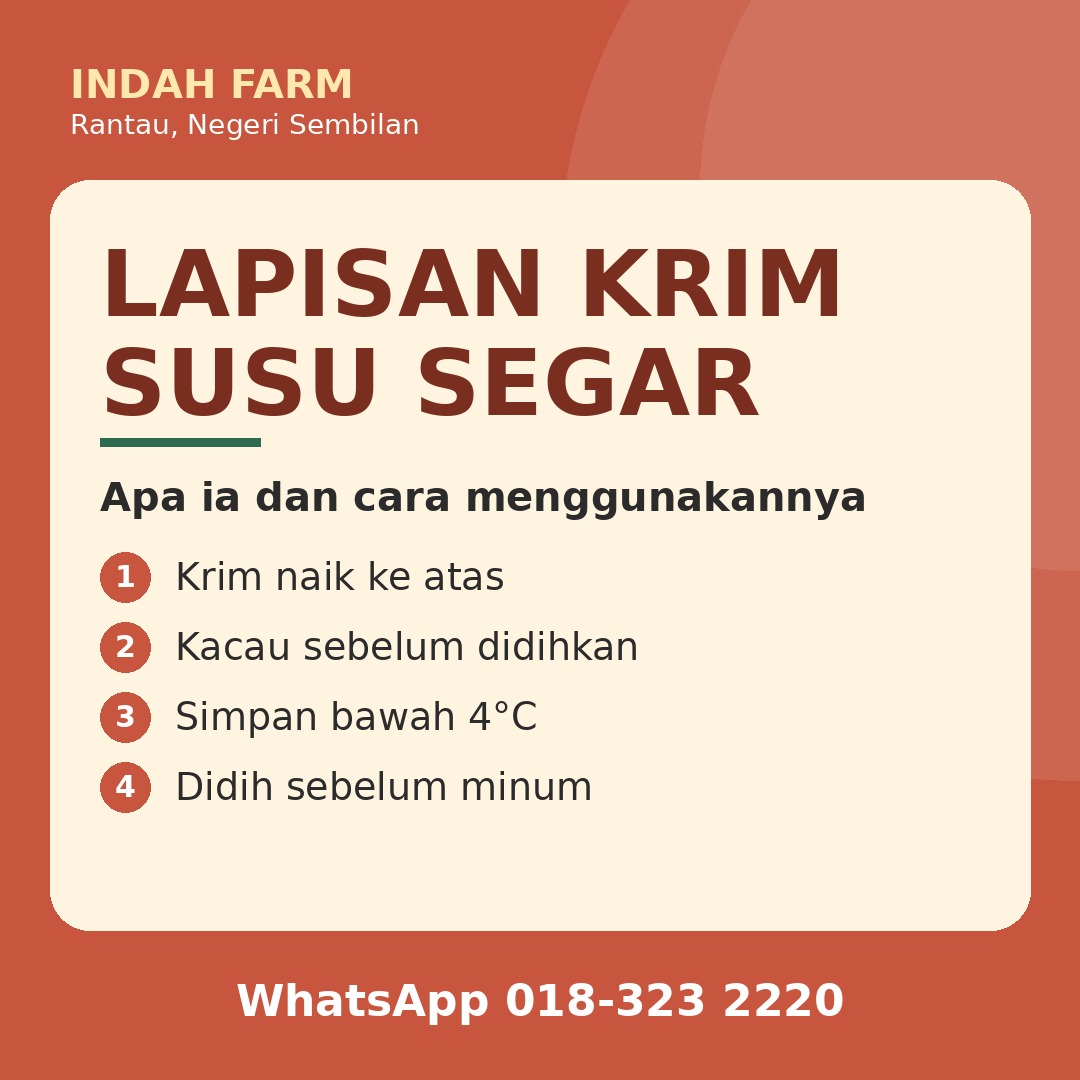 INDAH FARM
Rantau, Negeri Sembilan
LAPISAN KRIM
SUSU SEGAR
Apa ia dan cara menggunakannya
1 Krim naik ke atas
2 Kacau sebelum didihkan
3 Simpan bawah 4°C
4 Didih sebelum minum
WhatsApp 018-323 2220